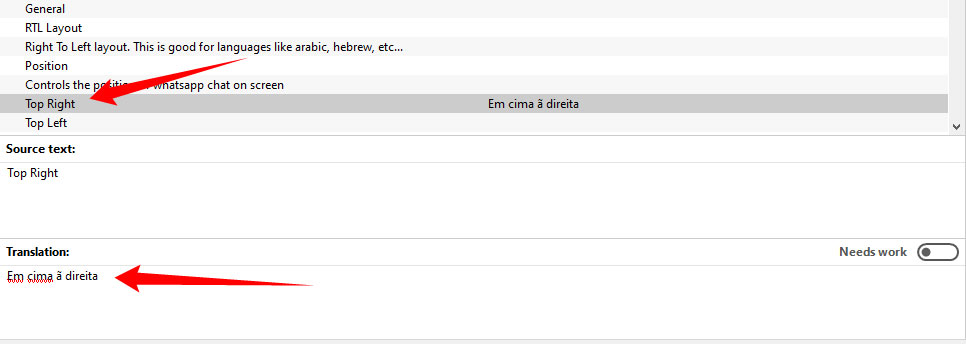 General
RTL Layout
Right To Left layout. This is good for languages like arabic, hebrew, etc...
Position
Controls the whatsapp chat on screen
Top Right Em cima ã direita
Top Left
Source text:
Top Right
Translation: Needs work
Em cima ã direita